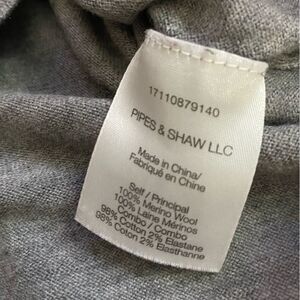 17110879140
PIPES & SHAW LLC
Made in China/
Fabriqué en Chine
Self / Principal
100% Merino Wool
100% Laine Mérinos
Combo / Combo
98% Cotton 2% Elastane
98% Cotton 2% Elasthanne